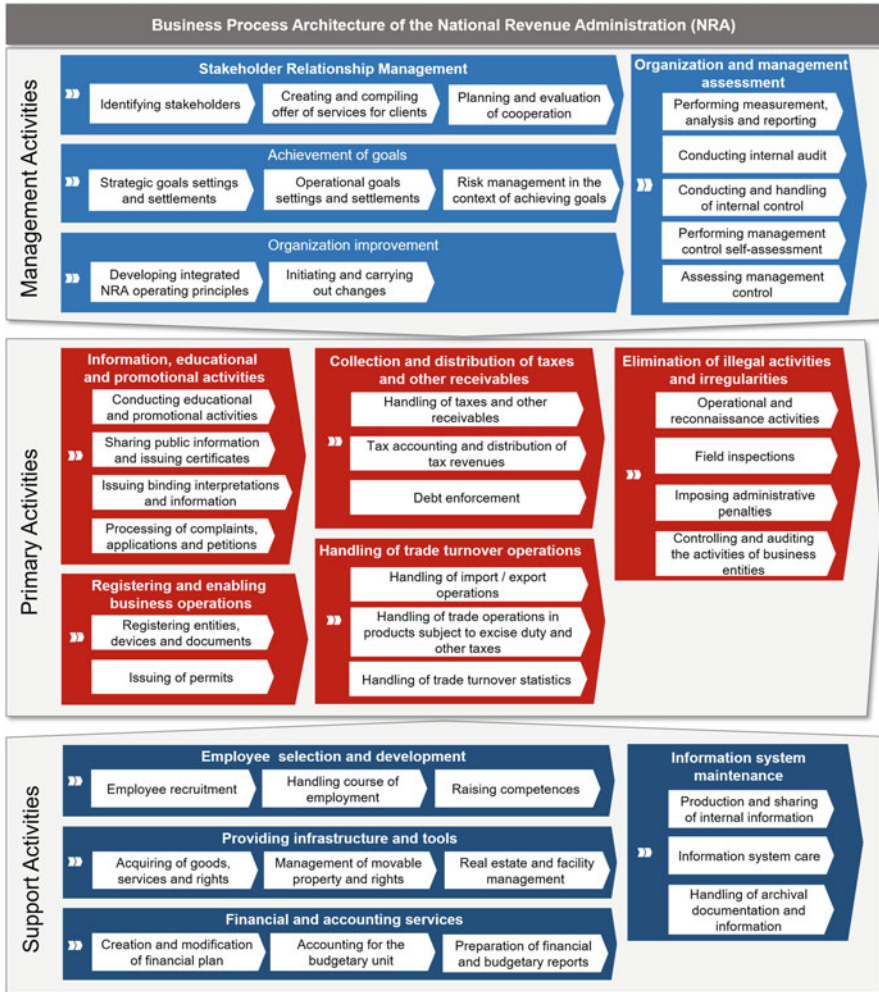 Business Process Architecture of the National Revenue Administration (NRA)
Management Activities
Stakeholder Relationship Management
Identifying stakeholders
Creating and compiling
offer of services for clients
Planning and evaluation
of cooperation
Achievement of goals
Strategic goals settings
and settlements
Operational goals
settings and settlements
Risk management in the
context of achieving goals
Organization improvement
Developing integrated
NRA operating principles
Initiating and carrying
out changes
Organization and management
assessment
Performing measurement,
analysis and reporting
Conducting internal audit
Conducting and handling
of internal control
Performing management
control self-assessment
Assessing management
control
Primary Activities
Information, educational
and promotional activities
Conducting educational
and promotional activities
Sharing public information
and issuing certificates
Issuing binding interpretations
and information
Processing of complaints,
applications and petitions
Registering and enabling
business operations
Registering entities,
devices and documents
Issuing of permits
Collection and distribution of taxes
and other receivables
Handling of taxes and other
receivables
Tax accounting and distribution of
tax revenues
Debt enforcement
Handling of trade turnover operations
Handling of import / export
operations
Handling of trade operations in
products subject to excise duty and
other taxes
Handling of trade turnover statistics
Elimination of illegal activities
and irregularities
Operational and
reconnaissance activities
Field inspections
Imposing administrative
penalties
Controlling and auditing
the activities of business
entities
Support Activities
Employee selection and development
Employee recruitment
Handling course of
employment
Raising competences
Providing infrastructure and tools
Acquiring of goods,
services and rights
Management of movable
property and rights
Real estate and facility
management
Financial and accounting services
Creation and modification
of financial plan
Accounting for the
budgetary unit
Preparation of financial
and budgetary reports
Information system
maintenance
Production and sharing
of internal information
Information system care
Handling of archival
documentation and
information